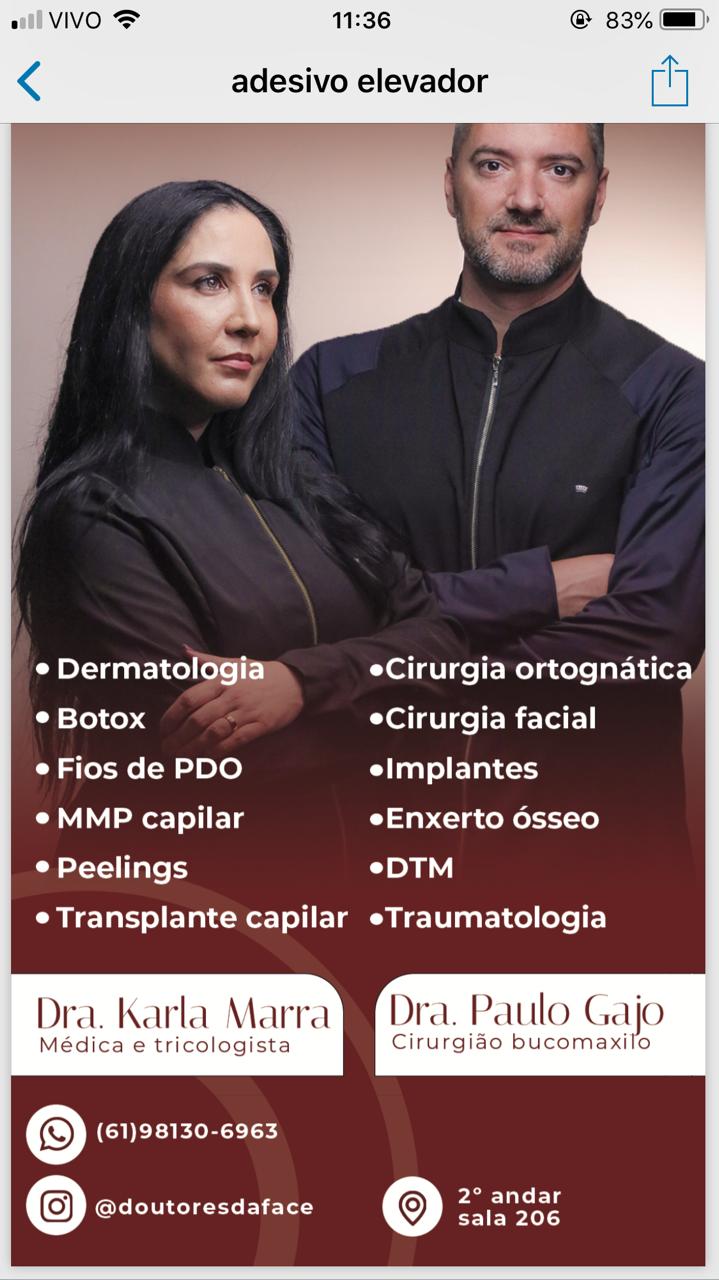 VIVO 11:36 83%
adesivo elevador
• Dermatologia
• Botox
• Fios de PDO
• MMP capilar
• Peelings
• Transplante capilar
•Cirurgia ortognática
•Cirurgia facial
•Implantes
•Enxerto ósseo
•DTM
•Traumatologia
Dra. Karla Marra
Médica e tricologista
Dra. Paulo Gajo
Cirurgião bucomaxilo
(61)98130-6963
@doutoresdaface
2º andar
sala 206